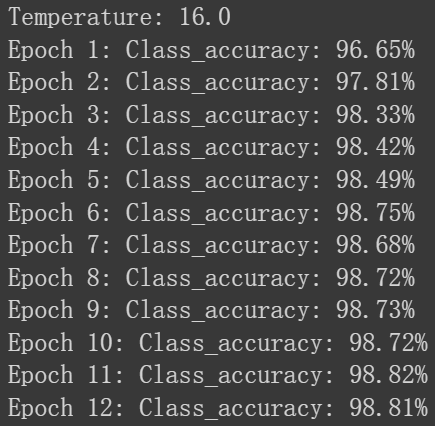 Temperature: 16.0
Epoch 1: Class_accuracy: 96.65%
Epoch 2: Class_accuracy: 97.81%
Epoch 3: Class_accuracy: 98.33%
Epoch 4: Class_accuracy: 98.42%
Epoch 5: Class_accuracy: 98.49%
Epoch 6: Class_accuracy: 98.75%
Epoch 7: Class_accuracy: 98.68%
Epoch 8: Class_accuracy: 98.72%
Epoch 9: Class_accuracy: 98.73%
Epoch 10: Class_accuracy: 98.72%
Epoch 11: Class_accuracy: 98.82%
Epoch 12: Class_accuracy: 98.81%